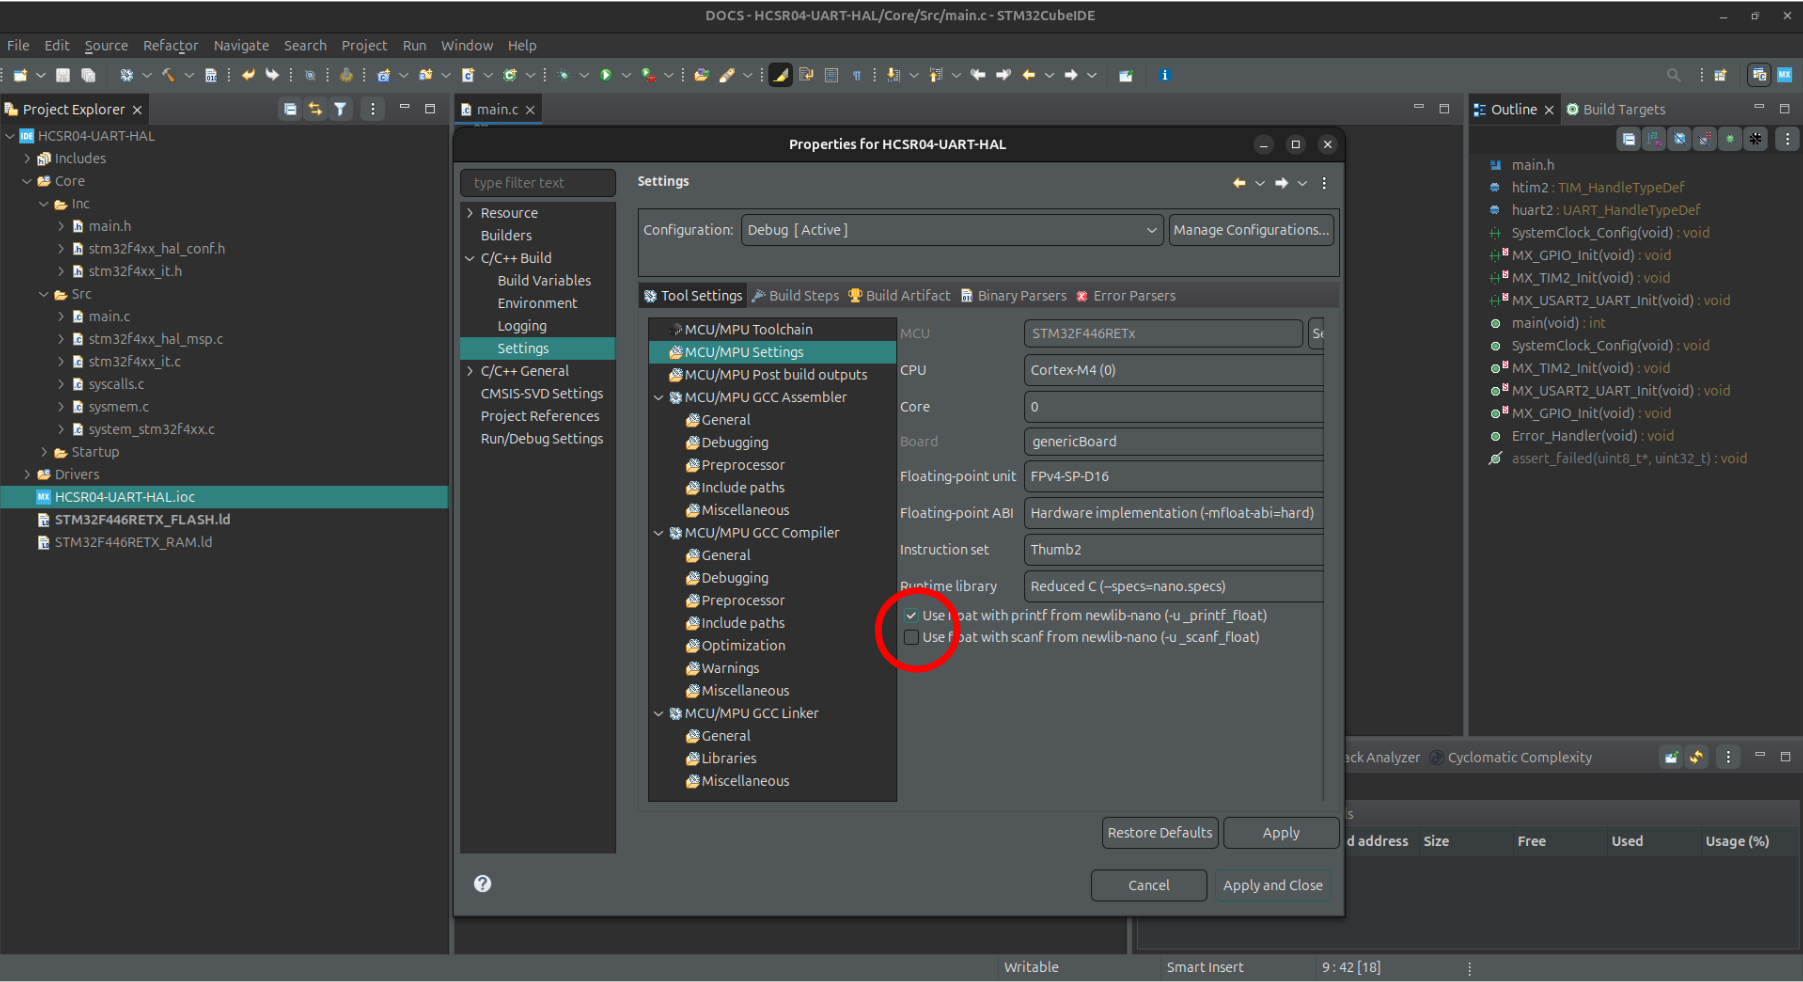 DOCS - HCSR04-UART-HAL/Core/Src/main.c - STM32CubeIDE
File Edit Source Refactor Navigate Search Project Run Window Help
Project Explorer
HCSR04-UART-HAL
Includes
Core
Inc
main.h
stm32f4xx_hal_conf.h
stm32f4xx_it.h
Src
main.c
stm32f4xx_hal_msp.c
stm32f4xx_it.c
syscalls.c
sysmem.c
system_stm32f4xx.c
Startup
Drivers
HCSR04-UART-HAL.ioc
STM32F446RETX_FLASH.ld
STM32F446RETX_RAM.ld
main.c
Properties for HCSR04-UART-HAL
type filter text
Resource
Builders
C/C++ Build
Build Variables
Environment
Logging
Settings
C/C++ General
CMSIS-SVD Settings
Project References
Run/Debug Settings
Settings
Configuration: Debug [ Active ] Manage Configurations...
Tool Settings Build Steps Build Artifact Binary Parsers Error Parsers
MCU/MPU Toolchain
MCU/MPU Settings
MCU/MPU Post build outputs
MCU/MPU GCC Assembler
General
Debugging
Preprocessor
Include paths
Miscellaneous
MCU/MPU GCC Compiler
General
Debugging
Preprocessor
Include paths
Optimization
Warnings
Miscellaneous
MCU/MPU GCC Linker
General
Libraries
Miscellaneous
MCU STM32F446RETx Se
CPU Cortex-M4 (0)
Core 0
Board genericBoard
Floating-point unit FPv4-SP-D16
Floating-point ABI Hardware implementation (-mfloat-abi=hard)
Instruction set Thumb2
Runtime library Reduced C (--specs=nano.specs)
Use float with printf from newlib-nano (-u _printf_float)
Use float with scanf from newlib-nano (-u _scanf_float)
Restore Defaults Apply
Cancel Apply and Close
Outline Build Targets
main.h
htim2 : TIM_HandleTypeDef
huart2 : UART_HandleTypeDef
SystemClock_Config(void) : void
MX_GPIO_Init(void) : void
MX_TIM2_Init(void) : void
MX_USART2_UART_Init(void) : void
main(void) : int
SystemClock_Config(void) : void
MX_TIM2_Init(void) : void
MX_USART2_UART_Init(void) : void
MX_GPIO_Init(void) : void
Error_Handler(void) : void
assert_failed(uint8_t*, uint32_t) : void
ack Analyzer Cyclomatic Complexity
d address Size Free Used Usage (%)
Writable Smart Insert 9 : 42 [18]